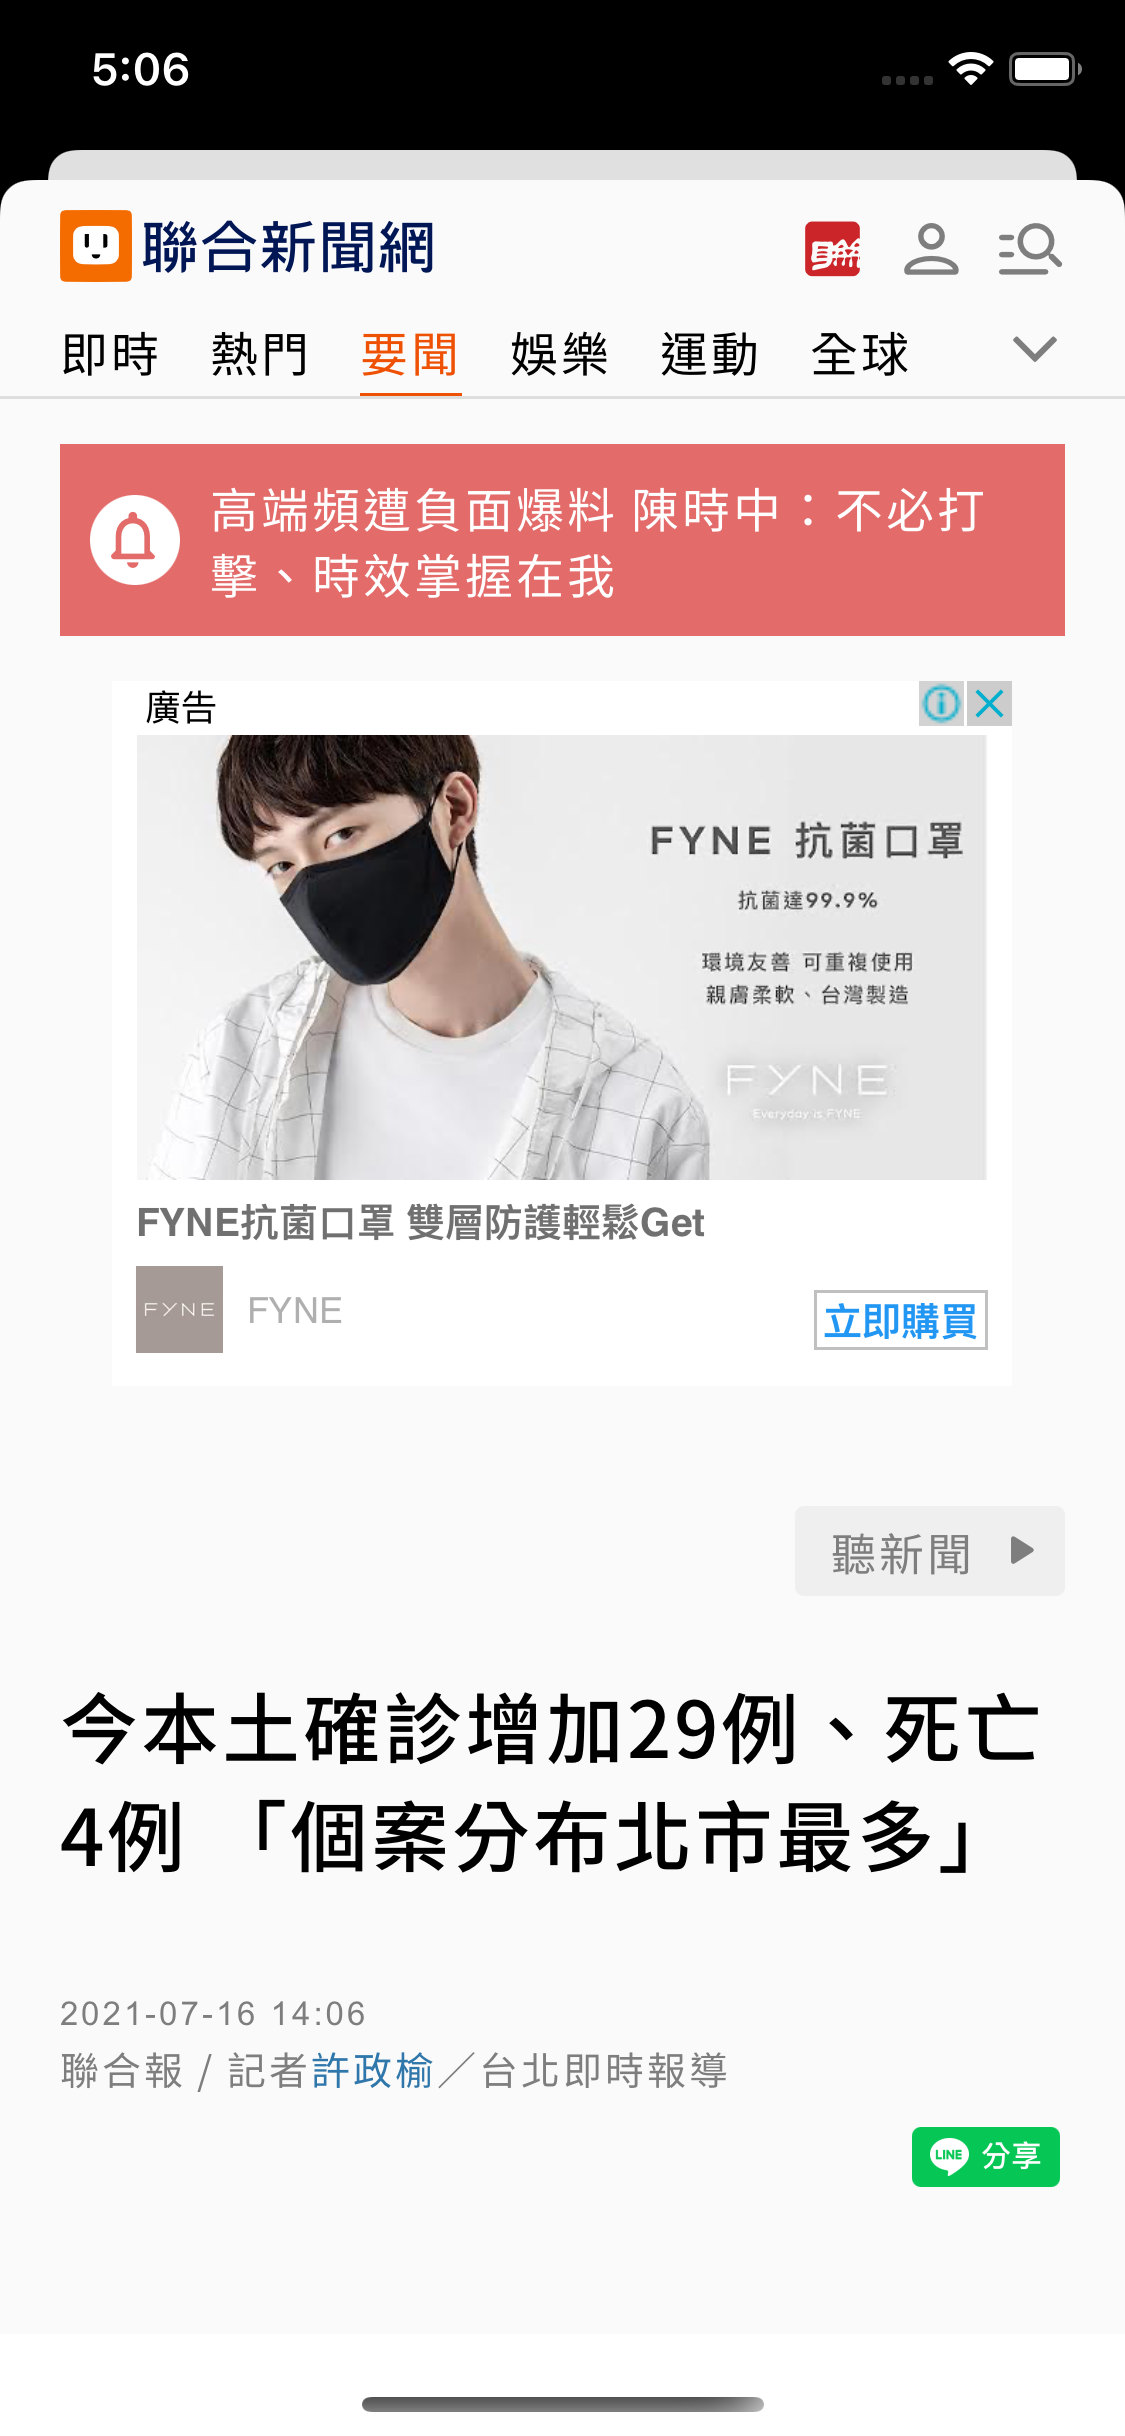 5:06
聯合新聞網
即時 熱門 要聞 娛樂 運動 全球
高端頻遭負面爆料 陳時中：不必打
擊、時效掌握在我
廣告
FYNE 抗菌口罩
抗菌達99.9%
環境友善 可重複使用
親膚柔軟、台灣製造
FYNE
Everyday is FYNE
FYNE抗菌口罩 雙層防護輕鬆Get
FYNE
FYNE
立即購買
聽新聞
今本土確診增加29例、死亡
4例 「個案分布北市最多」
2021-07-16 14:06
聯合報 / 記者許政榆／台北即時報導
LINE 分享